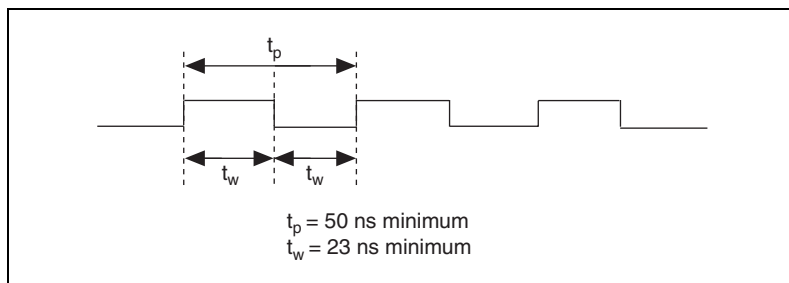 tp
tw tw
tp = 50 ns minimum
tw = 23 ns minimum